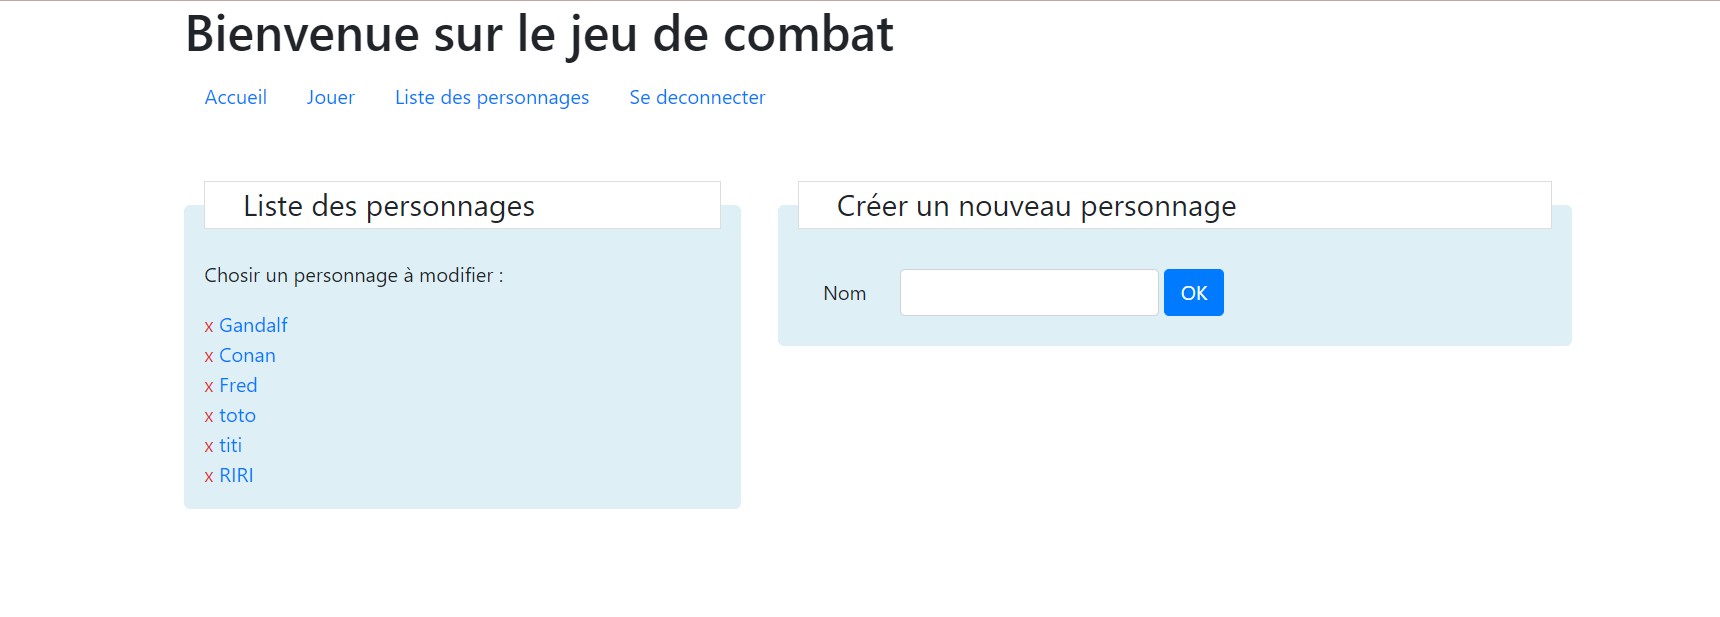 Bienvenue sur le jeu de combat
Accueil Jouer Liste des personnages Se deconnecter
Liste des personnages
Chosir un personnage à modifier :
x Gandalf
x Conan
x Fred
x toto
x titi
x RIRI
Créer un nouveau personnage
Nom OK